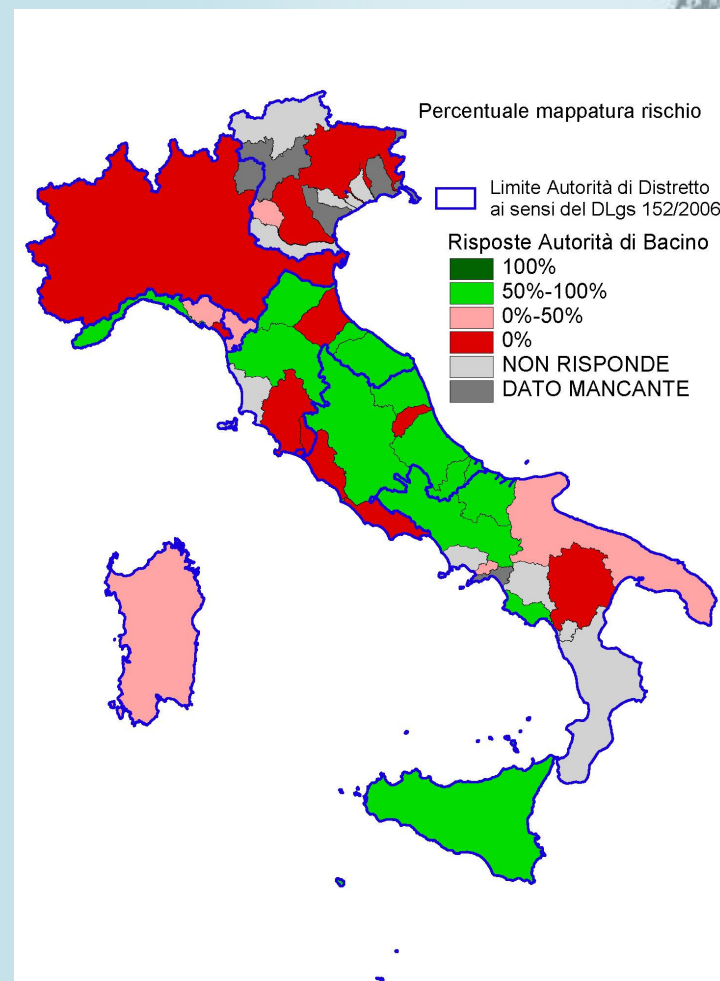 Percentuale mappatura rischio
Limite Autorità di Distretto
ai sensi del DLgs 152/2006
Risposte Autorità di Bacino
100%
50%-100%
0%-50%
0%
NON RISPONDE
DATO MANCANTE